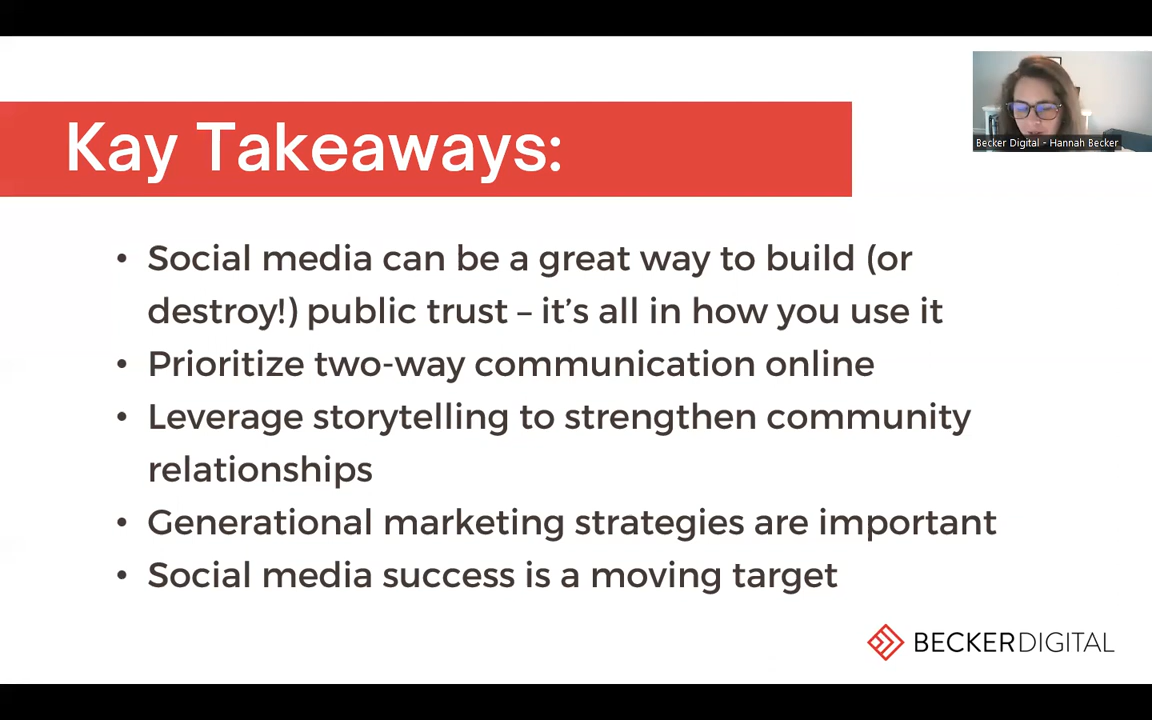 Kay Takeaways:
Becker Digital - Hannah Becker
• Social media can be a great way to build (or
destroy!) public trust – it's all in how you use it
• Prioritize two-way communication online
• Leverage storytelling to strengthen community
relationships
• Generational marketing strategies are important
• Social media success is a moving target
BECKERDIGITAL